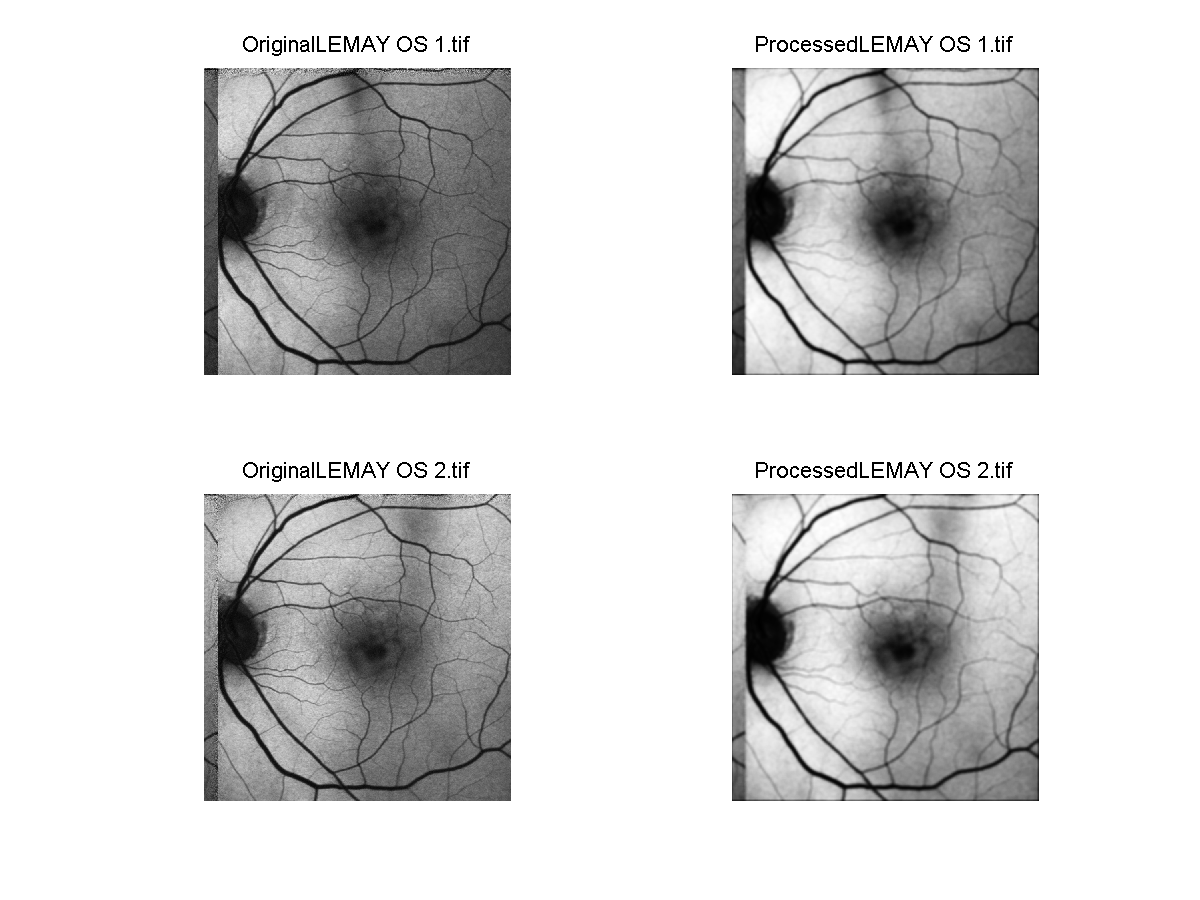 OriginalLEMAY OS 1.tif
ProcessedLEMAY OS 1.tif
OriginalLEMAY OS 2.tif
ProcessedLEMAY OS 2.tif